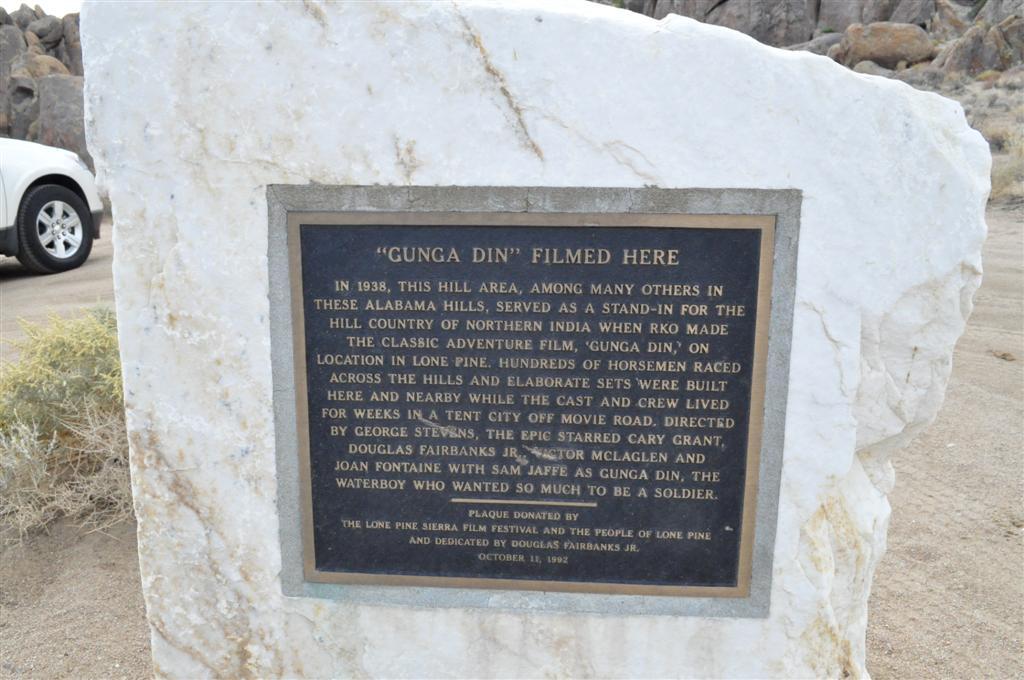 "GUNGA DIN" FILMED HERE
IN 1938, THIS HILL AREA, AMONG MANY OTHERS IN
THESE ALABAMA HILLS, SERVED AS A STAND-IN FOR THE
HILL COUNTRY OF NORTHERN INDIA WHEN RKO MADE
THE CLASSIC ADVENTURE FILM, 'GUNGA DIN,' ON
LOCATION IN LONE PINE. HUNDREDS OF HORSEMEN RACED
ACROSS THE HILLS AND ELABORATE SETS WERE BUILT
HERE AND NEARBY WHILE THE CAST AND CREW LIVED
FOR WEEKS IN A TENT CITY OFF MOVIE ROAD. DIRECTED
BY GEORGE STEVENS, THE EPIC STARRED CARY GRANT,
DOUGLAS FAIRBANKS JR., VICTOR MCLAGLEN AND
JOAN FONTAINE WITH SAM JAFFE AS GUNGA DIN, THE
WATERBOY WHO WANTED SO MUCH TO BE A SOLDIER.
PLAQUE DONATED BY
THE LONE PINE SIERRA FILM FESTIVAL AND THE PEOPLE OF LONE PINE
AND DEDICATED BY DOUGLAS FAIRBANKS JR.
OCTOBER 11, 1992